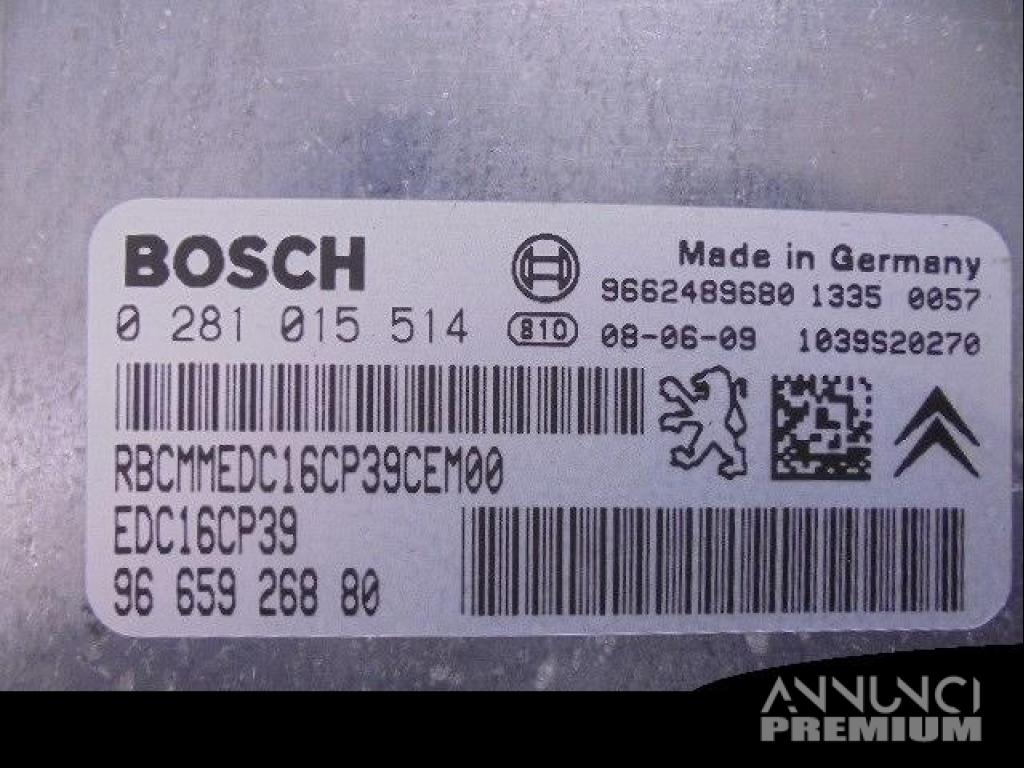 BOSCH
Made in Germany
9662489680 1335 0057
0 281 015 514
810 08-06-09 1039S20270
RBCMMEDC16CP39CEM00
EDC16CP39
96 659 268 80
ANNUNCI
PREMIUM